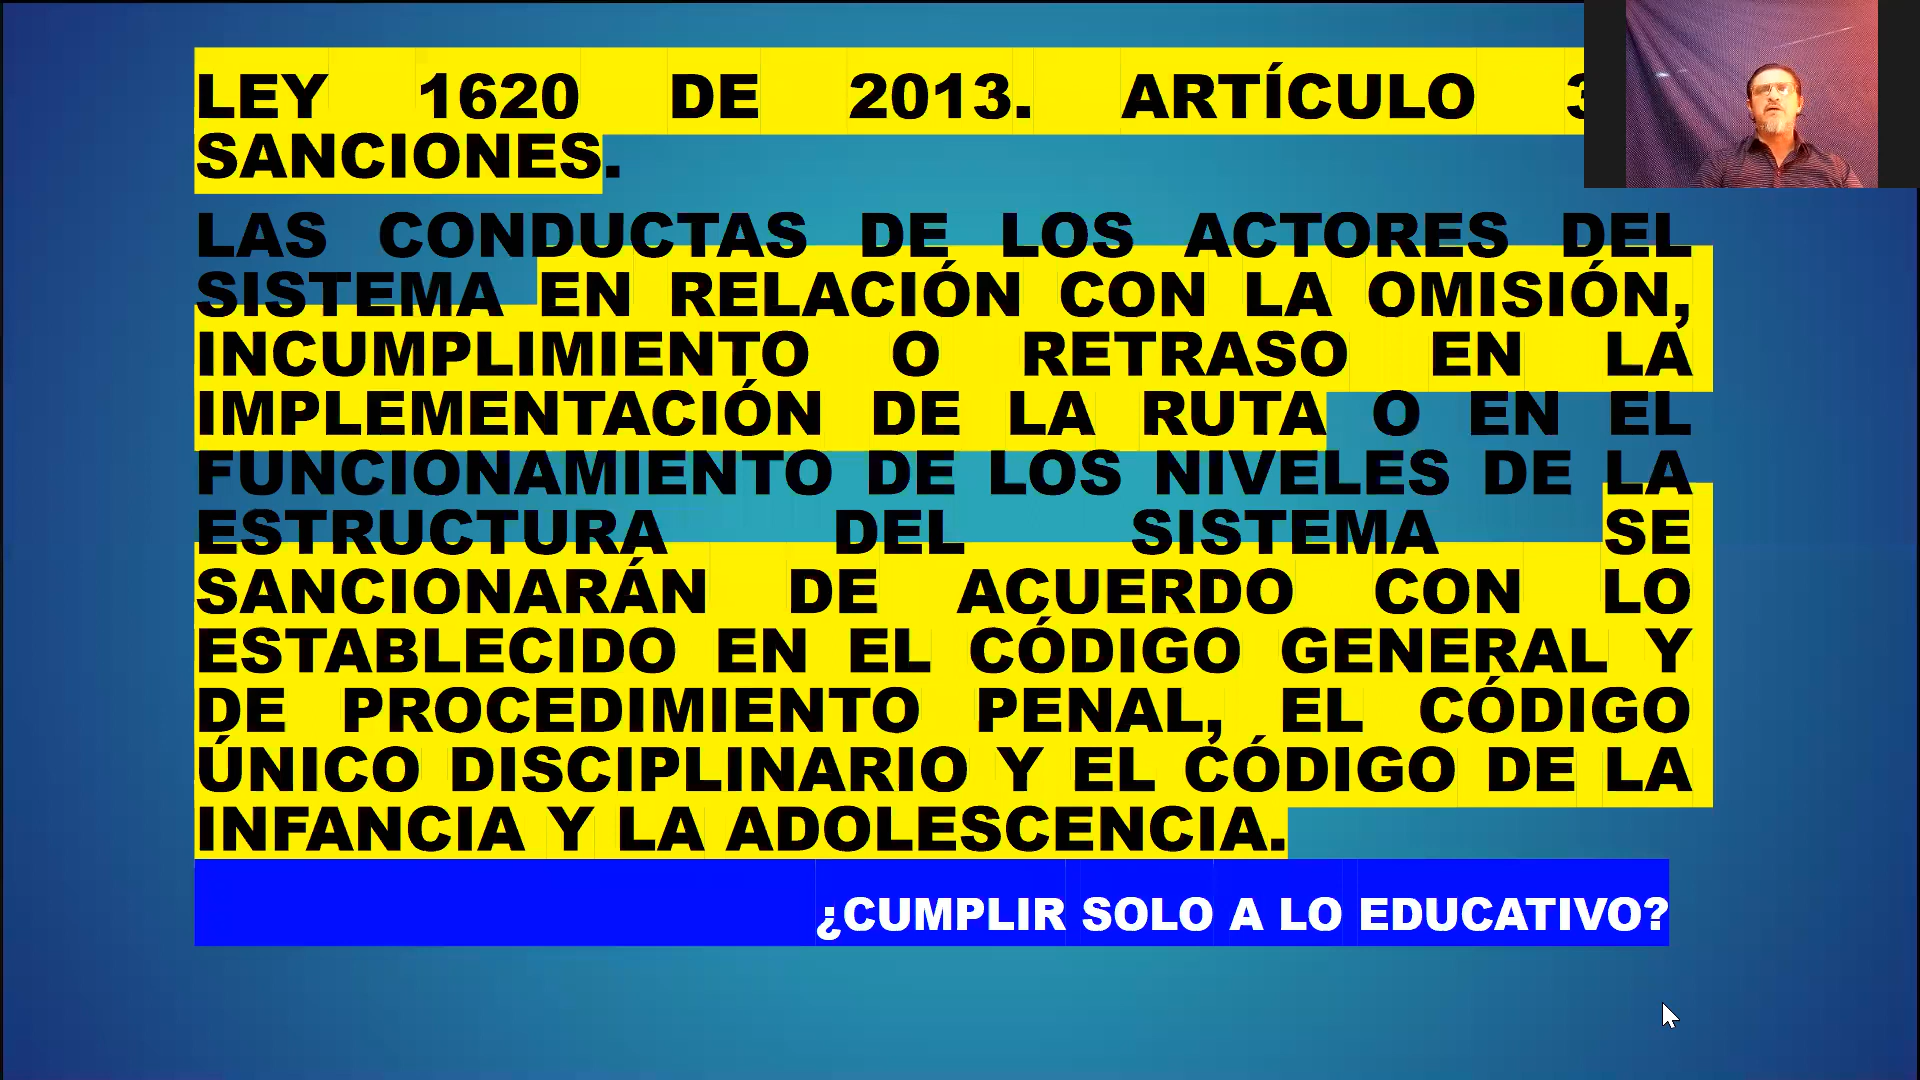 LEY 1620 DE 2013. ARTÍCULO
SANCIONES.
LAS CONDUCTAS DE LOS ACTORES DEL
SISTEMA EN RELACIÓN CON LA OMISIÓN,
INCUMPLIMIENTO O RETRASO EN LA
IMPLEMENTACIÓN DE LA RUTA O EN EL
FUNCIONAMIENTO DE LOS NIVELES DE LA
ESTRUCTURA DEL SISTEMA SE
SANCIONARÁN DE ACUERDO CON LO
ESTABLECIDO EN EL CÓDIGO GENERAL Y
DE PROCEDIMIENTO PENAL, EL CÓDIGO
ÚNICO DISCIPLINARIO Y EL CÓDIGO DE LA
INFANCIA Y LA ADOLESCENCIA.
¿CUMPLIR SOLO A LO EDUCATIVO?